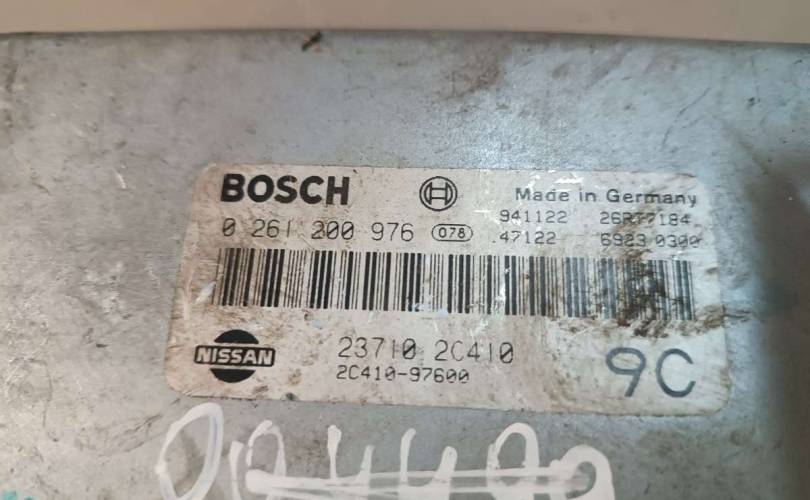 BOSCH Made in Germany
0 261 200 976 078 941122 26RT7184
47122 6923 0300
NISSAN 23710 2C410 9C
2C410-97600